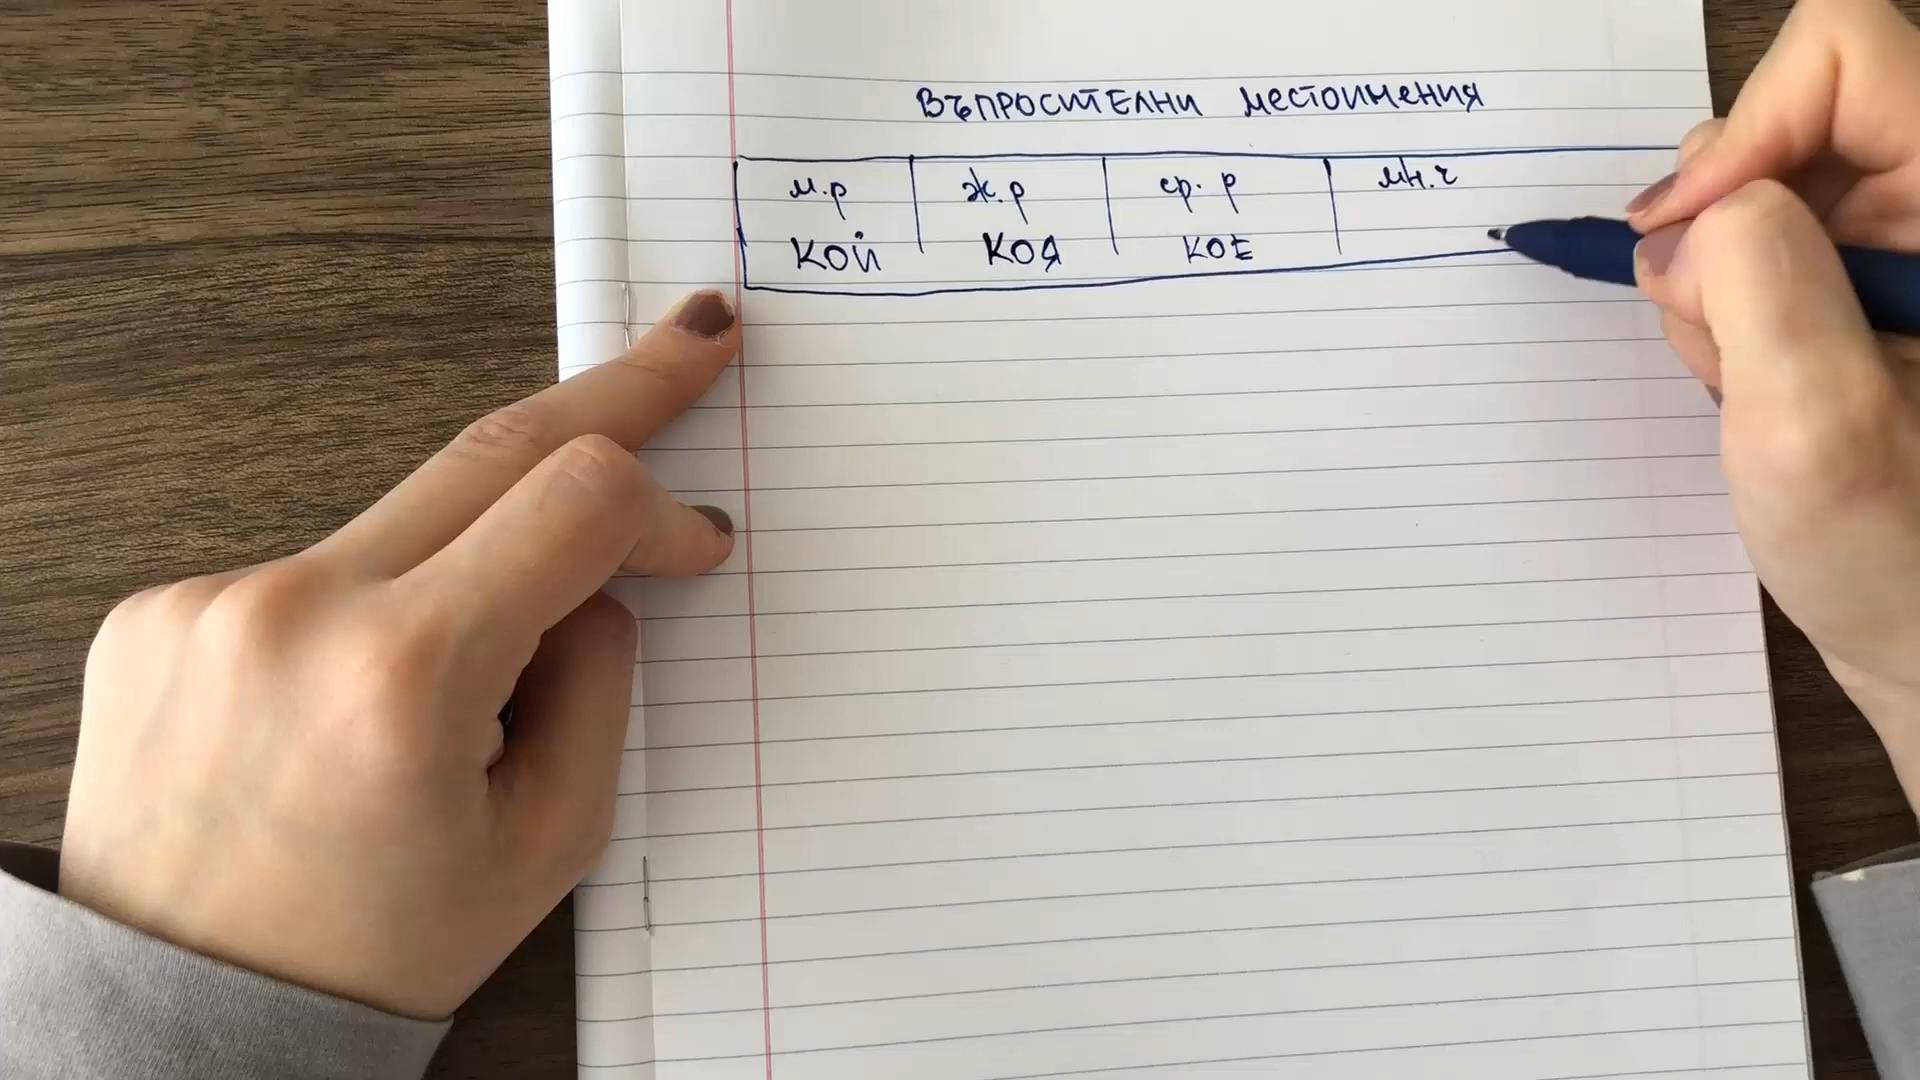 Въпросителни местоимения
м.р ж.р ср. р мн.ч
кой коя кое